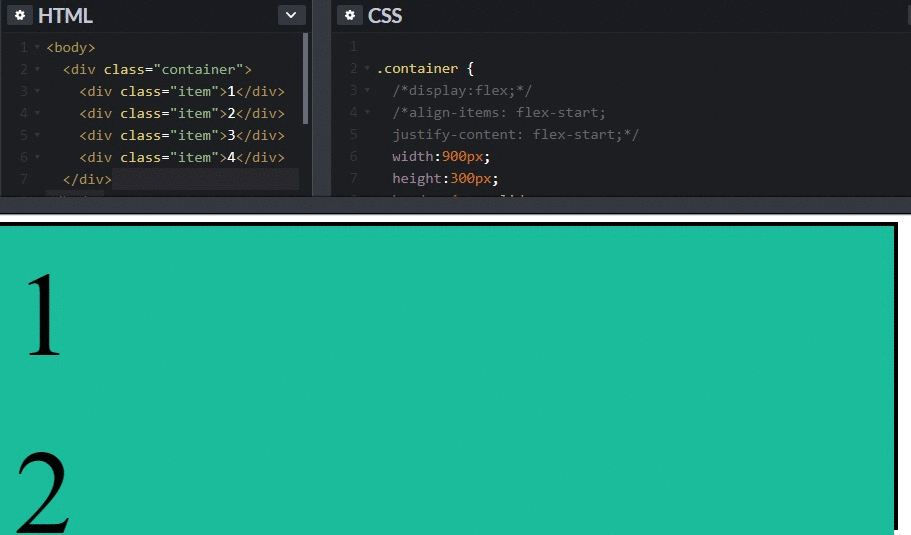 HTML
CSS
1 <body>
2 <div class="container">
3 <div class="item">1</div>
4 <div class="item">2</div>
5 <div class="item">3</div>
6 <div class="item">4</div>
7 </div>
1
2 .container {
3 /*display:flex;*/
4 /*align-items: flex-start;
5 justify-content: flex-start;*/
6 width:900px;
7 height:300px;
1
2